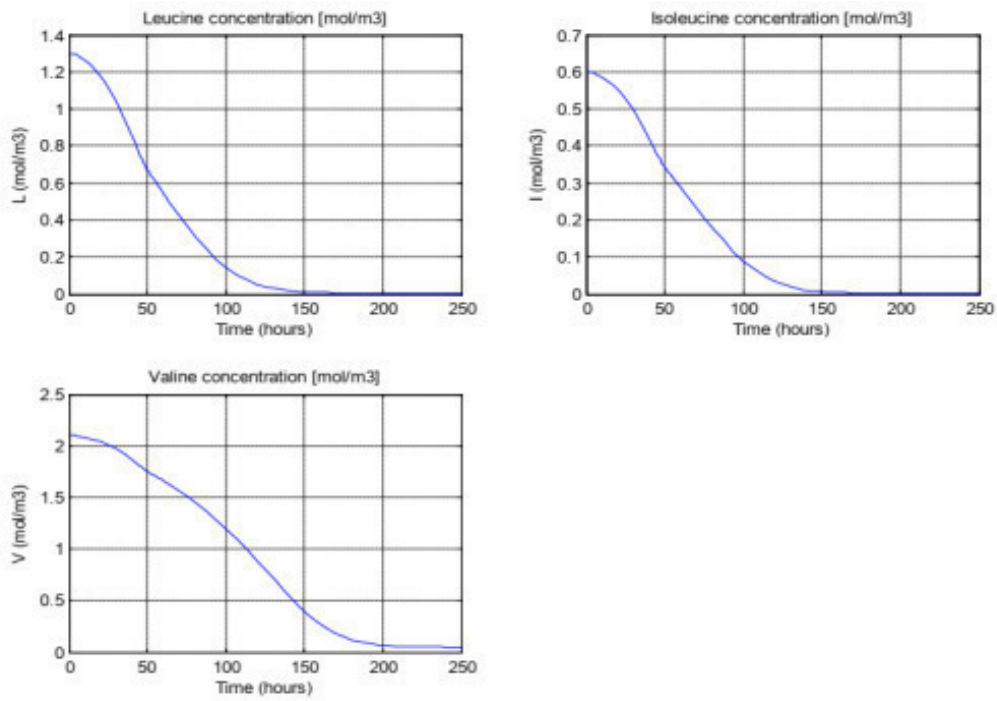 Leucine concentration [mol/m3]
1.4
1.2
1
0.8
0.6
0.4
0.2
0
L (mol/m3)
0 50 100 150 200 250
Time (hours)
Isoleucine concentration [mol/m3]
0.7
0.6
0.5
0.4
0.3
0.2
0.1
0
I (mol/m3)
0 50 100 150 200 250
Time (hours)
Valine concentration [mol/m3]
2.5
2
1.5
1
0.5
0
V (mol/m3)
0 50 100 150 200 250
Time (hours)